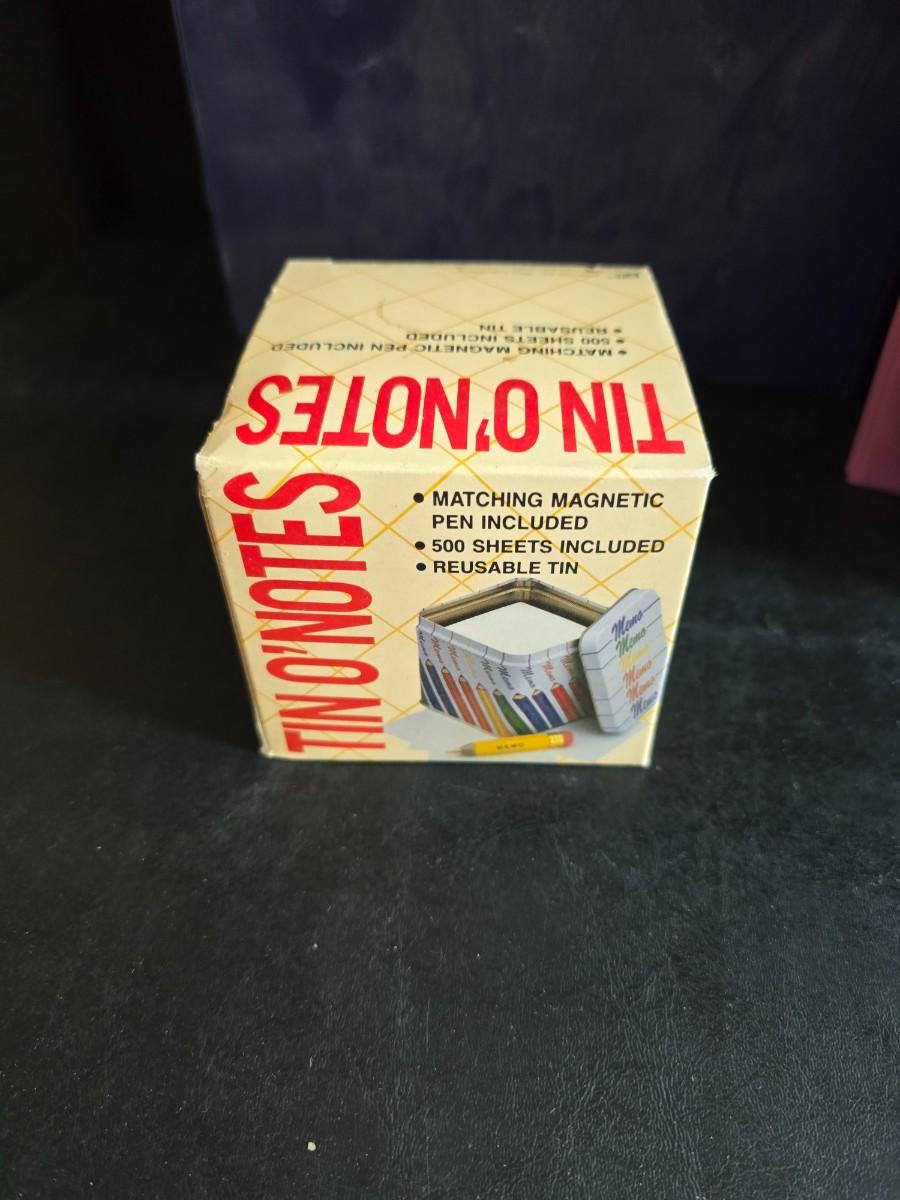 TIN O'NOTES
• MATCHING MAGNETIC PEN INCLUDED
• 500 SHEETS INCLUDED
• REUSABLE TIN
TIN O'NOTES
• MATCHING MAGNETIC
PEN INCLUDED
• 500 SHEETS INCLUDED
• REUSABLE TIN
Memo
Memo
Memo
Memo
Memo
Memo